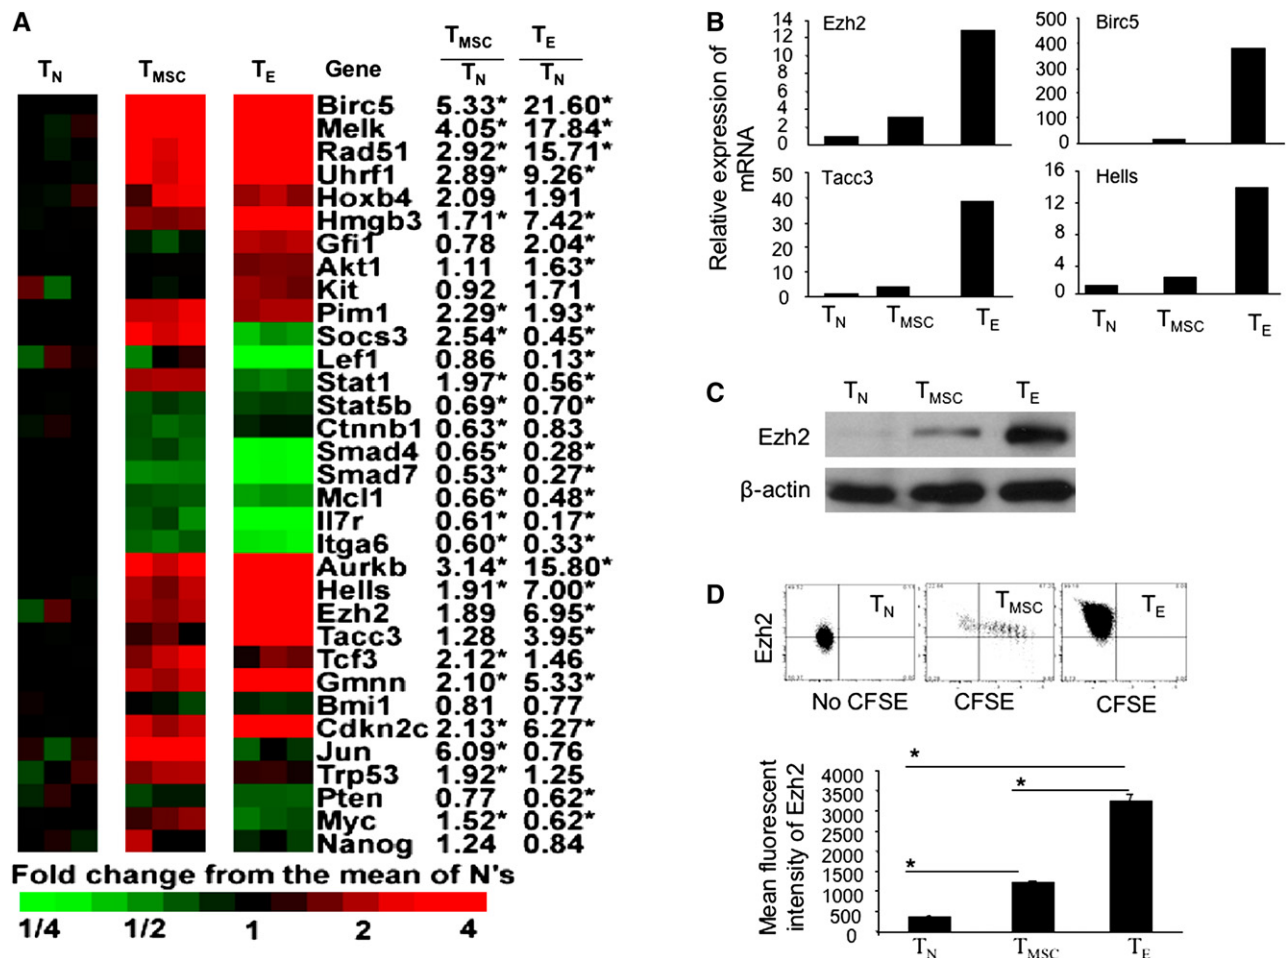 A
T_N T_MSC T_E Gene T_MSC/T_N T_E/T_N
Birc5 5.33* 21.60*
Melk 4.05* 17.84*
Rad51 2.92* 15.71*
Uhrf1 2.89* 9.26*
Hoxb4 2.09 1.91
Hmgb3 1.71* 7.42*
Gfi1 0.78 2.04*
Akt1 1.11 1.63*
Kit 0.92 1.71
Pim1 2.29* 1.93*
Socs3 2.54* 0.45*
Lef1 0.86 0.13*
Stat1 1.97* 0.56*
Stat5b 0.69* 0.70*
Ctnnb1 0.63* 0.83
Smad4 0.65* 0.28*
Smad7 0.53* 0.27*
Mcl1 0.66* 0.48*
Il7r 0.61* 0.17*
Itga6 0.60* 0.33*
Aurkb 3.14* 15.80*
Hells 1.91* 7.00*
Ezh2 1.89 6.95*
Tacc3 1.28 3.95*
Tcf3 2.12* 1.46
Gmnn 2.10* 5.33*
Bmi1 0.81 0.77
Cdkn2c 2.13* 6.27*
Jun 6.09* 0.76
Trp53 1.92* 1.25
Pten 0.77 0.62*
Myc 1.52* 0.62*
Nanog 1.24 0.84
Fold change from the mean of N's
1/4 1/2 1 2 4
B
Relative expression of mRNA
Ezh2
14
12
10
8
6
4
2
0
Birc5
500
400
300
200
100
0
Tacc3
50
40
30
20
10
0
T_N T_MSC T_E
Hells
16
12
8
4
0
T_N T_MSC T_E
C
T_N T_MSC T_E
Ezh2
β-actin
D
Ezh2
T_N T_MSC T_E
No CFSE CFSE CFSE
Mean fluorescent intensity of Ezh2
4000
3500
3000
2500
2000
1500
1000
500
0
* * *
T_N T_MSC T_E